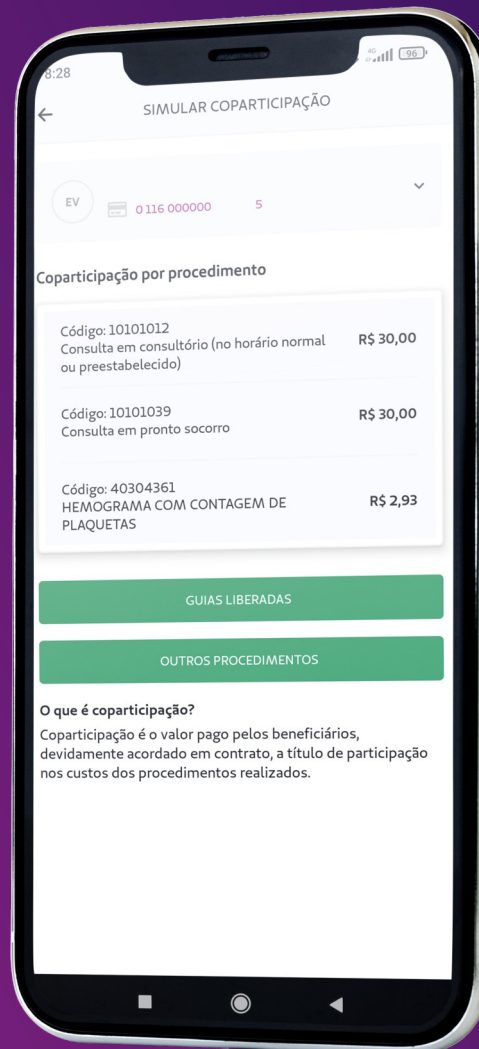 8:28
4G
96
SIMULAR COPARTICIPAÇÃO
EV
0 116 000000 5
Coparticipação por procedimento
Código: 10101012
Consulta em consultório (no horário normal
ou preestabelecido)
R$ 30,00
Código: 10101039
Consulta em pronto socorro
R$ 30,00
Código: 40304361
HEMOGRAMA COM CONTAGEM DE
PLAQUETAS
R$ 2,93
GUIAS LIBERADAS
OUTROS PROCEDIMENTOS
O que é coparticipação?
Coparticipação é o valor pago pelos beneficiários,
devidamente acordado em contrato, a título de participação
nos custos dos procedimentos realizados.